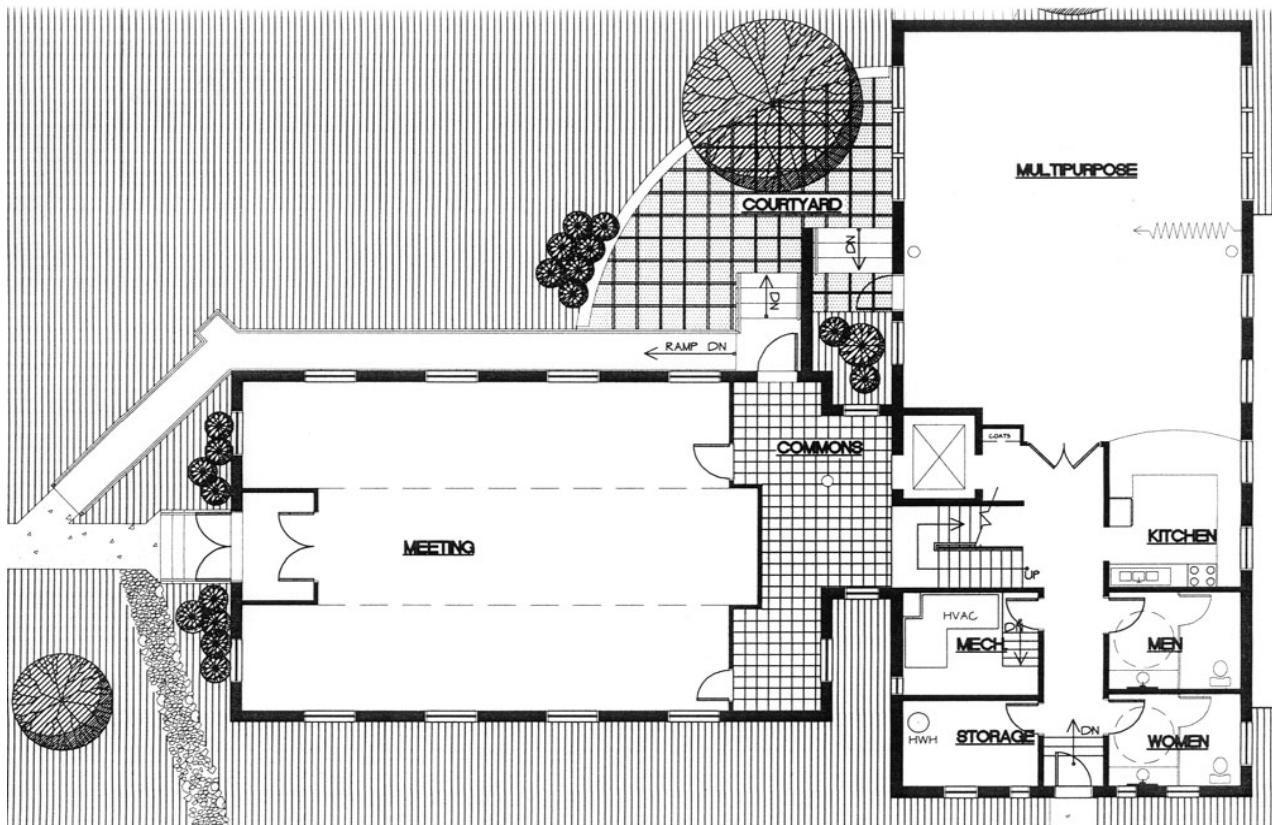 MULTIPURPOSE
COURTYARD
DN
DN
RAMP DN
COATS
COMMONS
MEETING
KITCHEN
UP
HVAC
DN
MECH.
MEN
HWH
STORAGE
DN
WOMEN